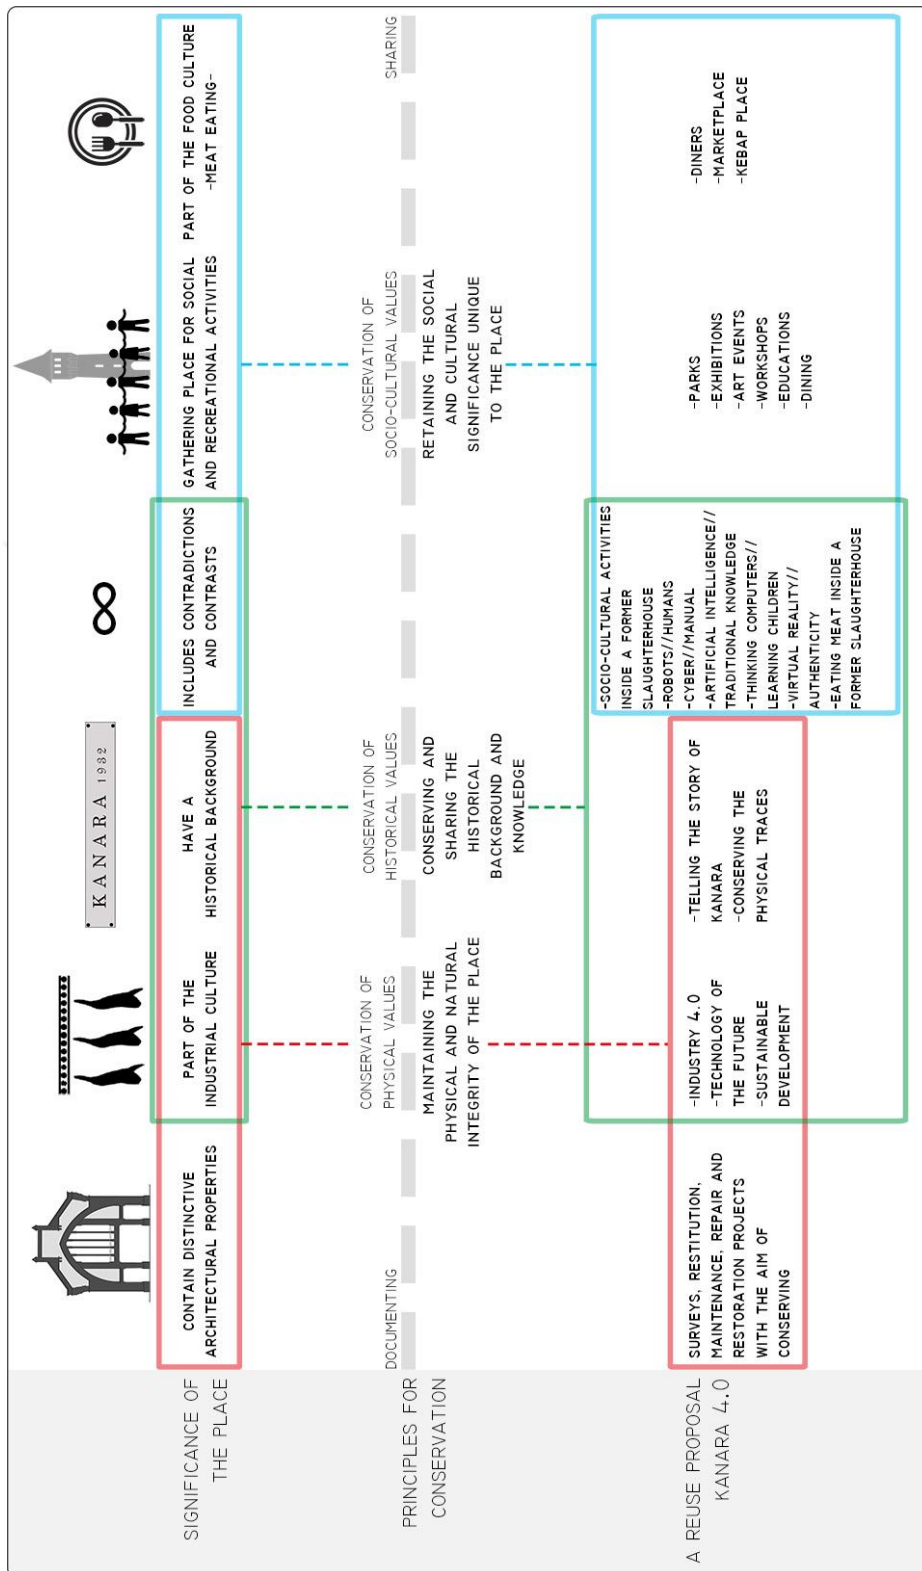 SIGNIFICANCE OF
THE PLACE
CONTAIN DISTINCTIVE
ARCHITECTURAL PROPERTIES
PART OF THE
INDUSTRIAL CULTURE
KANARA 1932
HAVE A
HISTORICAL BACKGROUND
INCLUDES CONTRADICTIONS
AND CONTRASTS
GATHERING PLACE FOR SOCIAL
AND RECREATIONAL ACTIVITIES
PART OF THE FOOD CULTURE
-MEAT EATING-
PRINCIPLES FOR
CONSERVATION
DOCUMENTING
CONSERVATION OF
PHYSICAL VALUES
MAINTAINING THE
PHYSICAL AND NATURAL
INTEGRITY OF THE PLACE
CONSERVATION OF
HISTORICAL VALUES
CONSERVING AND
SHARING THE
HISTORICAL
BACKGROUND AND
KNOWLEDGE
CONSERVATION OF
SOCIO-CULTURAL VALUES
RETAINING THE SOCIAL
AND CULTURAL
SIGNIFICANCE UNIQUE
TO THE PLACE
SHARING
A REUSE PROPOSAL
KANARA 4.0
SURVEYS, RESTITUTION,
MAINTENANCE, REPAIR AND
RESTORATION PROJECTS
WITH THE AIM OF
CONSERVING
-INDUSTRY 4.0
-TECHNOLOGY OF
THE FUTURE
-SUSTAINABLE
DEVELOPMENT
-TELLING THE STORY OF
KANARA
-CONSERVING THE
PHYSICAL TRACES
-SOCIO-CULTURAL ACTIVITIES
INSIDE A FORMER
SLAUGHTERHOUSE
-ROBOTS//HUMANS
-CYBER//MANUAL
-ARTIFICIAL INTELLIGENCE//
TRADITIONAL KNOWLEDGE
-THINKING COMPUTERS//
LEARNING CHILDREN
-VIRTUAL REALITY//
AUTHENTICITY
-EATING MEAT INSIDE A
FORMER SLAUGHTERHOUSE
-PARKS
-EXHIBITIONS
-ART EVENTS
-WORKSHOPS
-EDUCATIONS
-DINING
-DINERS
-MARKETPLACE
-KEBAP PLACE